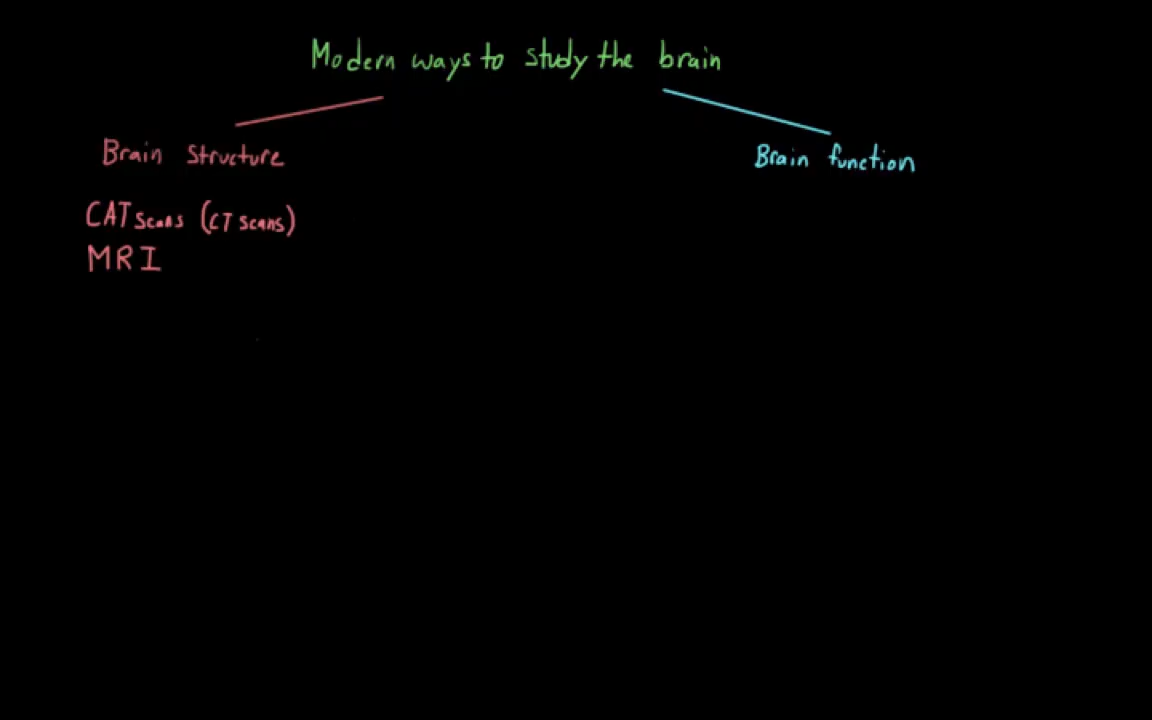 Modern ways to study the brain
Brain structure
Brain function
CAT scans (CT scans)
MRI